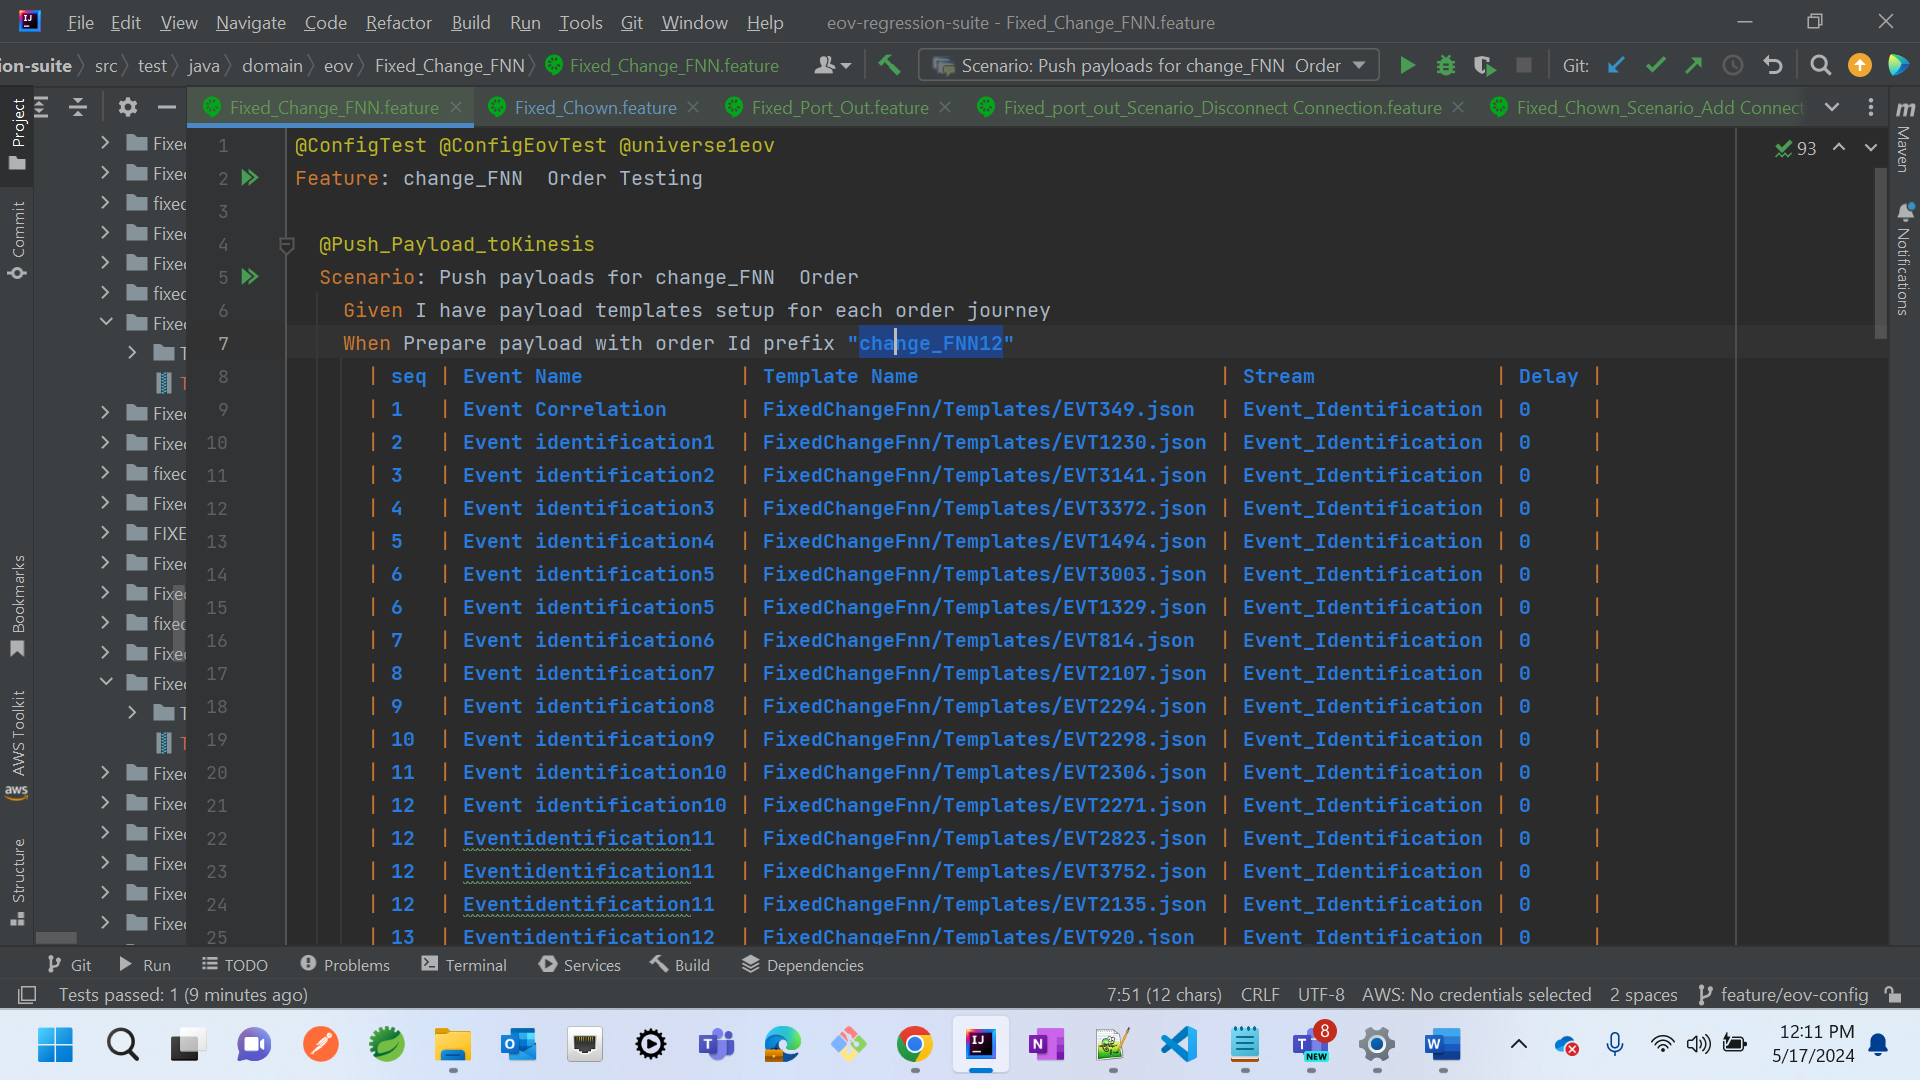 File Edit View Navigate Code Refactor Build Run Tools Git Window Help eov-regression-suite - Fixed_Change_FNN.feature
ion-suite src test java domain eov Fixed_Change_FNN Fixed_Change_FNN.feature Scenario: Push payloads for change_FNN Order Git:
Fixed_Change_FNN.feature Fixed_Chown.feature Fixed_Port_Out.feature Fixed_port_out_Scenario_Disconnect Connection.feature Fixed_Chown_Scenario_Add Connect
Project
Commit
Bookmarks
AWS Toolkit
aws
Structure
Maven
Notifications
93
1 @ConfigTest @ConfigEovTest @universe1eov
2 Feature: change_FNN Order Testing
3
4 @Push_Payload_toKinesis
5 Scenario: Push payloads for change_FNN Order
6 Given I have payload templates setup for each order journey
7 When Prepare payload with order Id prefix "change_FNN12"
8 | seq | Event Name | Template Name | Stream | Delay |
9 | 1 | Event Correlation | FixedChangeFnn/Templates/EVT349.json | Event_Identification | 0 |
10 | 2 | Event identification1 | FixedChangeFnn/Templates/EVT1230.json | Event_Identification | 0 |
11 | 3 | Event identification2 | FixedChangeFnn/Templates/EVT3141.json | Event_Identification | 0 |
12 | 4 | Event identification3 | FixedChangeFnn/Templates/EVT3372.json | Event_Identification | 0 |
13 | 5 | Event identification4 | FixedChangeFnn/Templates/EVT1494.json | Event_Identification | 0 |
14 | 6 | Event identification5 | FixedChangeFnn/Templates/EVT3003.json | Event_Identification | 0 |
15 | 6 | Event identification5 | FixedChangeFnn/Templates/EVT1329.json | Event_Identification | 0 |
16 | 7 | Event identification6 | FixedChangeFnn/Templates/EVT814.json | Event_Identification | 0 |
17 | 8 | Event identification7 | FixedChangeFnn/Templates/EVT2107.json | Event_Identification | 0 |
18 | 9 | Event identification8 | FixedChangeFnn/Templates/EVT2294.json | Event_Identification | 0 |
19 | 10 | Event identification9 | FixedChangeFnn/Templates/EVT2298.json | Event_Identification | 0 |
20 | 11 | Event identification10 | FixedChangeFnn/Templates/EVT2306.json | Event_Identification | 0 |
21 | 12 | Event identification10 | FixedChangeFnn/Templates/EVT2271.json | Event_Identification | 0 |
22 | 12 | Eventidentification11 | FixedChangeFnn/Templates/EVT2823.json | Event_Identification | 0 |
23 | 12 | Eventidentification11 | FixedChangeFnn/Templates/EVT3752.json | Event_Identification | 0 |
24 | 12 | Eventidentification11 | FixedChangeFnn/Templates/EVT2135.json | Event_Identification | 0 |
25 | 13 | Eventidentification12 | FixedChangeFnn/Templates/EVT920.json | Event_Identification | 0 |
Git Run TODO Problems Terminal Services Build Dependencies
Tests passed: 1 (9 minutes ago) 7:51 (12 chars) CRLF UTF-8 AWS: No credentials selected 2 spaces feature/eov-config
8
NEW
12:11 PM
5/17/2024